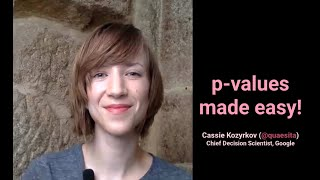 p-values
made easy!
Cassie Kozyrkov (@quaesita)
Chief Decision Scientist, Google